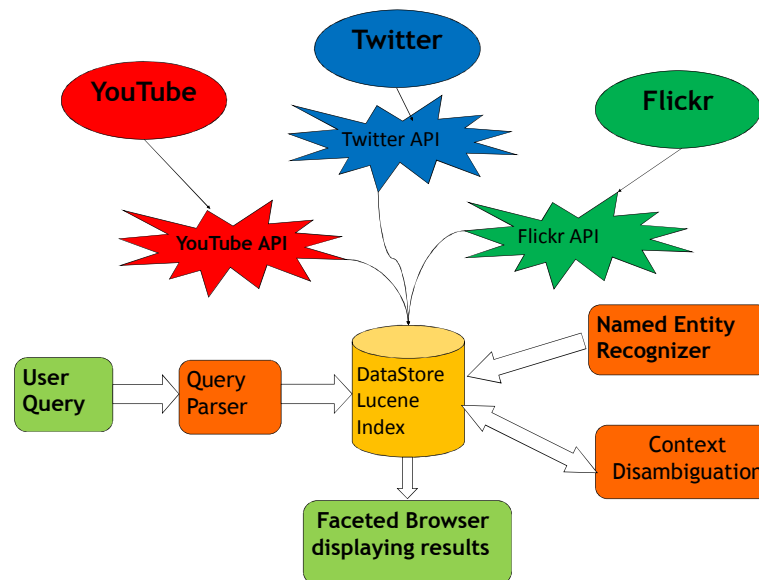 Twitter
YouTube
Flickr
Twitter API
YouTube API
Flickr API
Named Entity
Recognizer
User
Query
Query
Parser
DataStore
Lucene
Index
Context
Disambiguation
Faceted Browser
displaying results